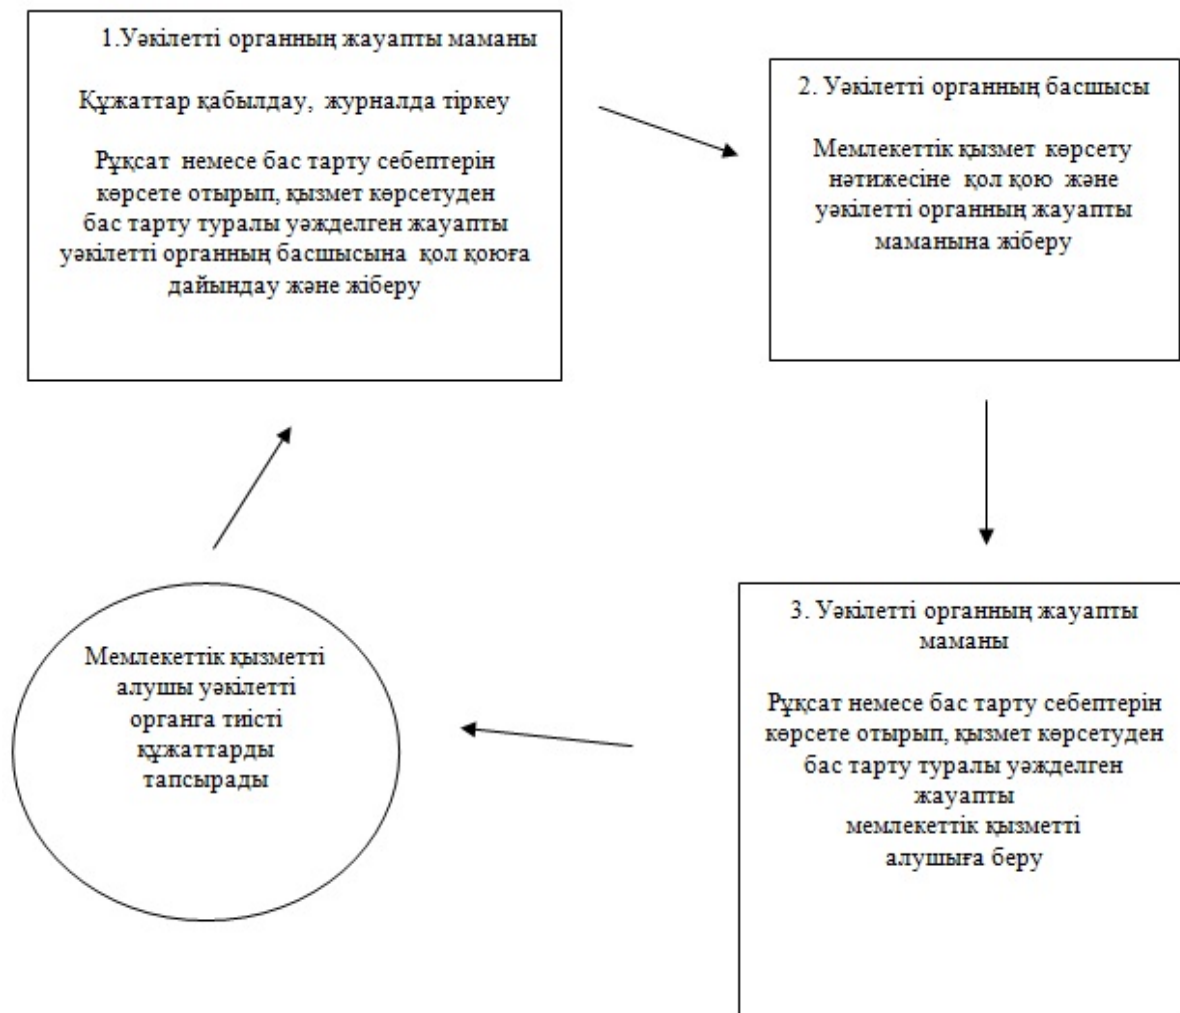 1.Уәкілетті органның жауапты маманы
Құжаттар қабылдау, журналда тіркеу
Рұқсат немесе бас тарту себептерін
көрсете отырып, қызмет көрсетуден
бас тарту туралы уәжделген жауапты
уәкілетті органның басшысына қол қоюға
дайындау және жіберу
2. Уәкілетті органның басшысы
Мемлекеттік қызмет көрсету
нәтижесіне қол қою және
уәкілетті органның жауапты
маманына жіберу
3. Уәкілетті органның жауапты
маманы
Рұқсат немесе бас тарту себептерін
көрсете отырып, қызмет көрсетуден
бас тарту туралы уәжделген
жауапты
мемлекеттік қызметті
алушыға беру
Мемлекеттік қызметті
алушы уәкілетті
органга тиісті
құжаттарды
тапсырады